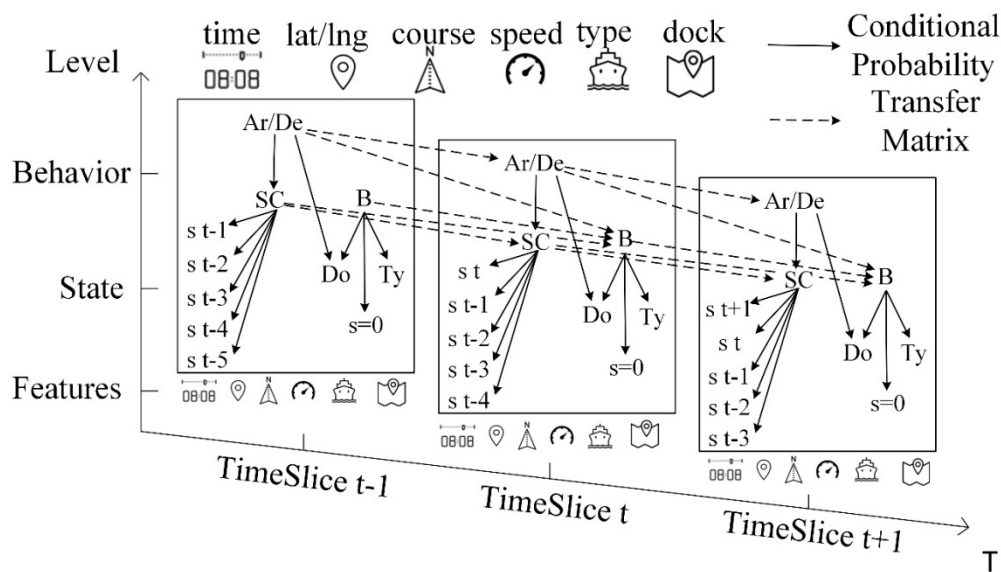 time lat/lng course speed type dock
Conditional
Probability
Transfer
Matrix
Level
08:08
N
Behavior
State
Features
Ar/De
SC
B
s t-1
s t-2
s t-3
s t-4
s t-5
Do
Ty
s=0
08:08
N
TimeSlice t-1
Ar/De
SC
B
s t
s t-1
s t-2
s t-3
s t-4
Do
Ty
s=0
08:08
N
TimeSlice t
Ar/De
SC
B
s t+1
s t
s t-1
s t-2
s t-3
Do
Ty
s=0
08:08
N
TimeSlice t+1
T